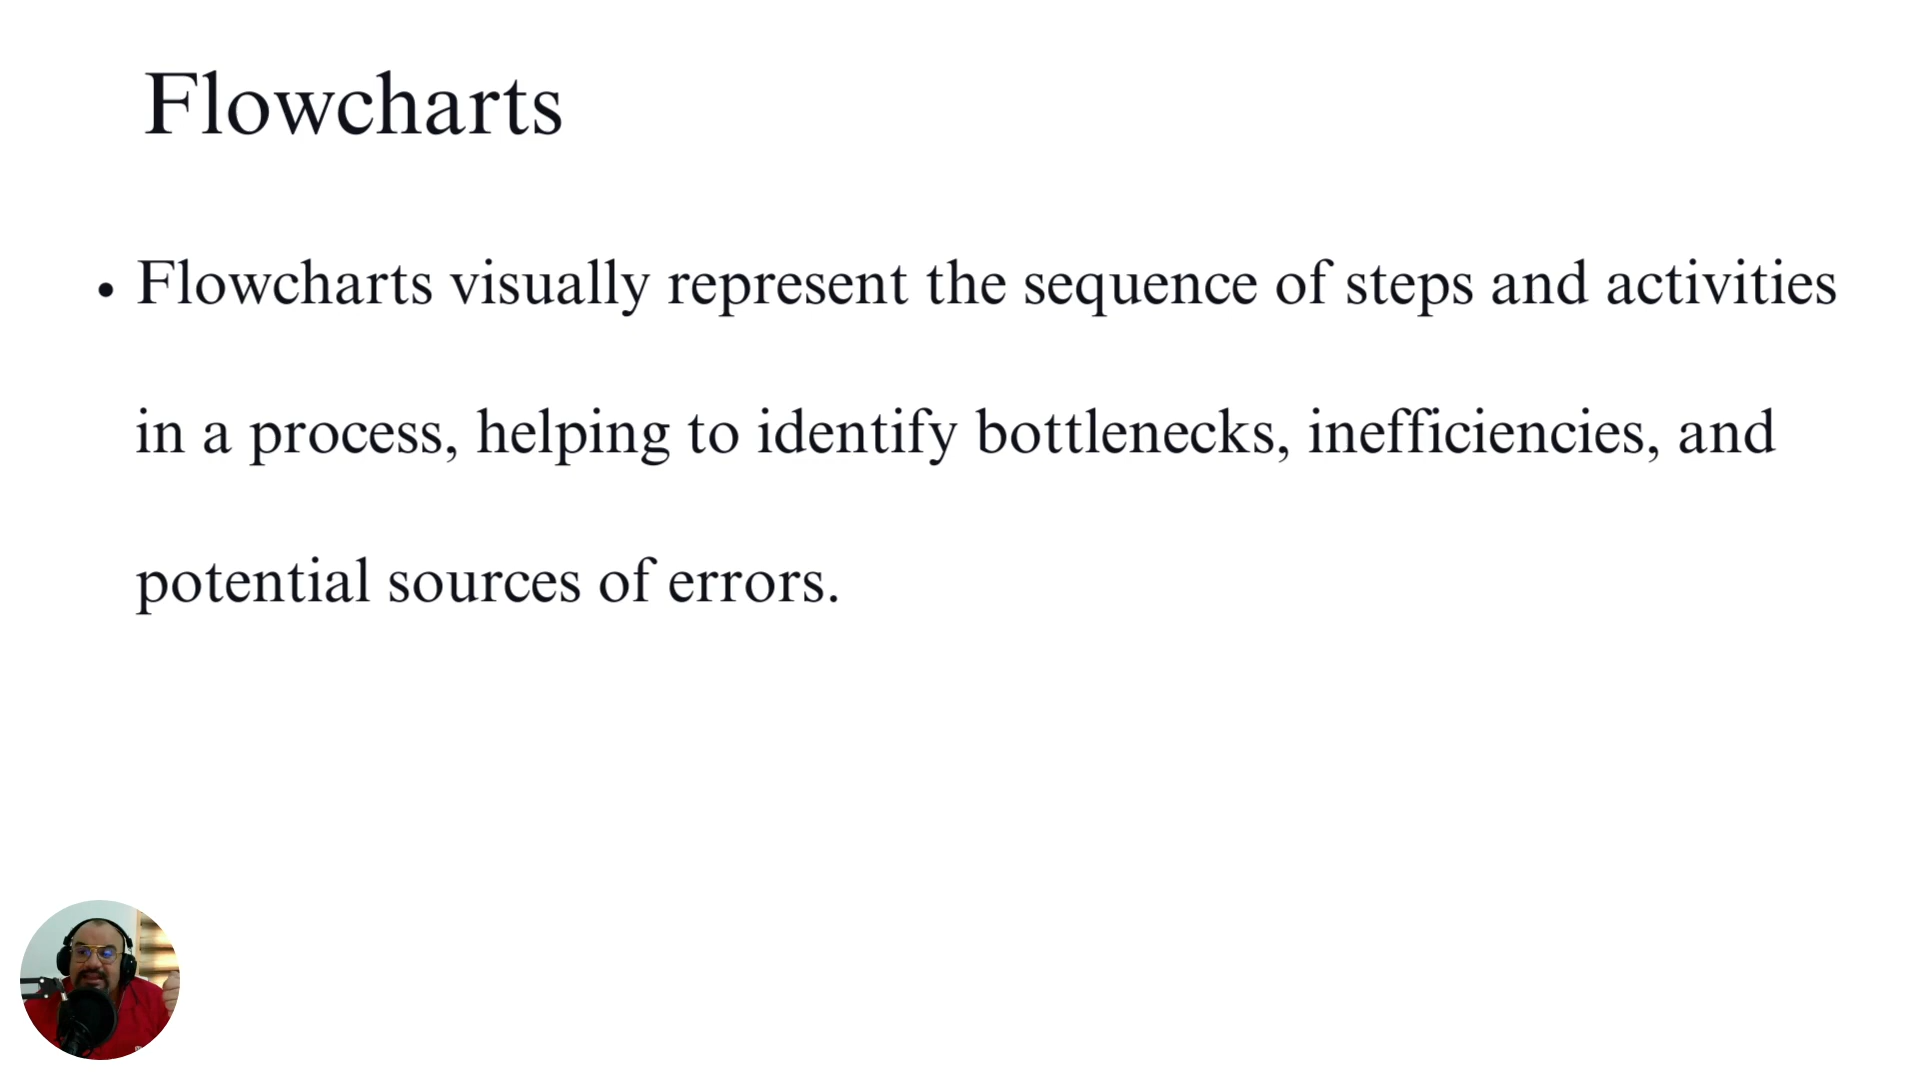 Flowcharts
• Flowcharts visually represent the sequence of steps and activities
in a process, helping to identify bottlenecks, inefficiencies, and
potential sources of errors.